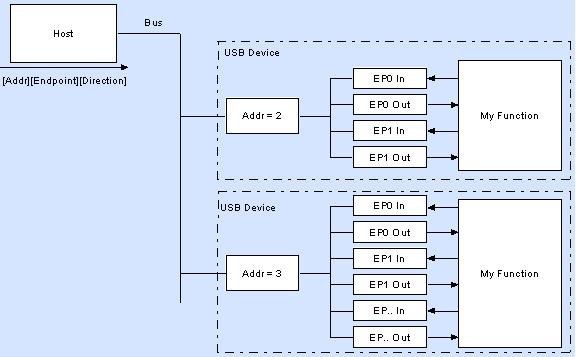 Host
Bus
[Addr][Endpoint][Direction]
USB Device
Addr = 2
EP0 In
EP0 Out
EP1 In
EP1 Out
My Function
USB Device
Addr = 3
EP0 In
EP0 Out
EP1 In
EP1 Out
EP.. In
EP.. Out
My Function